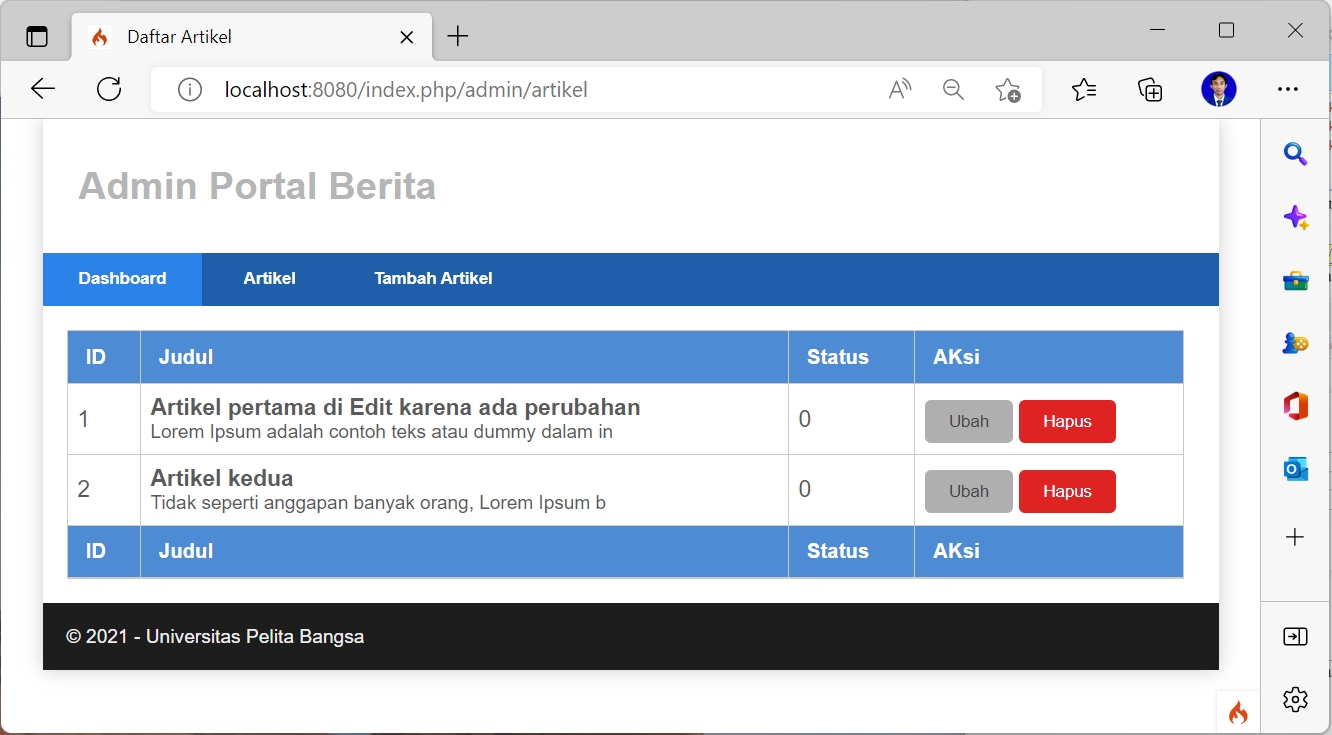 Daftar Artikel
localhost:8080/index.php/admin/artikel
Admin Portal Berita
Dashboard Artikel Tambah Artikel
ID Judul Status AKsi
1 Artikel pertama di Edit karena ada perubahan 0 Ubah Hapus
Lorem Ipsum adalah contoh teks atau dummy dalam in
2 Artikel kedua 0 Ubah Hapus
Tidak seperti anggapan banyak orang, Lorem Ipsum b
ID Judul Status AKsi
© 2021 - Universitas Pelita Bangsa